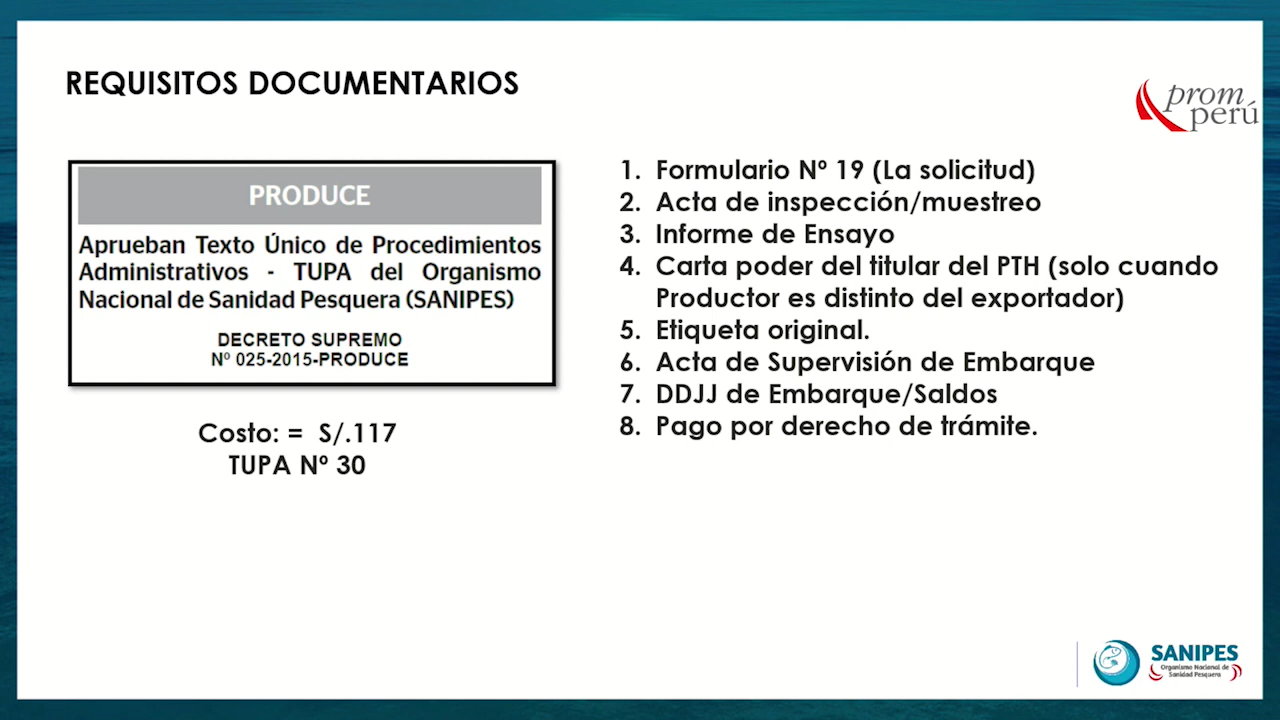 REQUISITOS DOCUMENTARIOS
prom
perú
PRODUCE
Aprueban Texto Único de Procedimientos
Administrativos - TUPA del Organismo
Nacional de Sanidad Pesquera (SANIPES)
DECRETO SUPREMO
Nº 025-2015-PRODUCE
Costo: = S/.117
TUPA Nº 30
1. Formulario Nº 19 (La solicitud)
2. Acta de inspección/muestreo
3. Informe de Ensayo
4. Carta poder del titular del PTH (solo cuando
Productor es distinto del exportador)
5. Etiqueta original.
6. Acta de Supervisión de Embarque
7. DDJJ de Embarque/Saldos
8. Pago por derecho de trámite.
SANIPES
Organismo Nacional de
Sanidad Pesquera